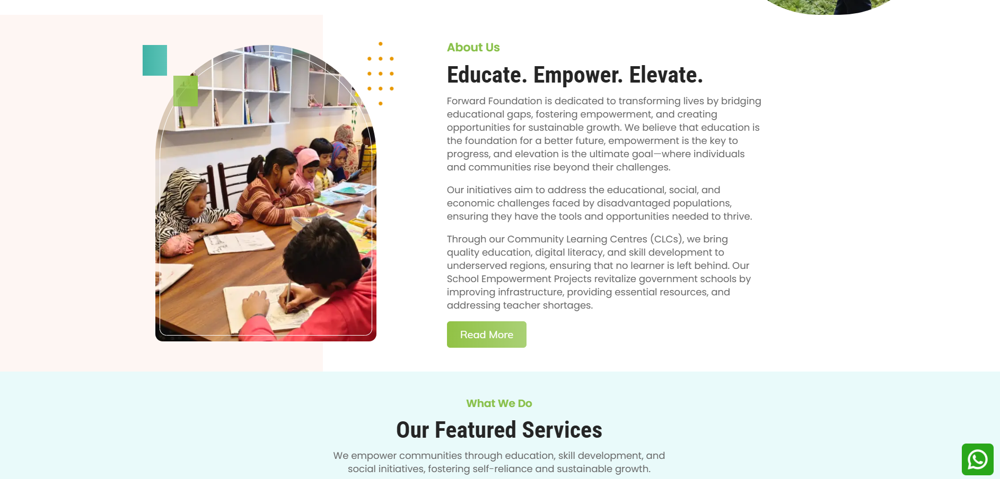 About Us
Educate. Empower. Elevate.
Forward Foundation is dedicated to transforming lives by bridging
educational gaps, fostering empowerment, and creating
opportunities for sustainable growth. We believe that education is
the foundation for a better future, empowerment is the key to
progress, and elevation is the ultimate goal—where individuals
and communities rise beyond their challenges.
Our initiatives aim to address the educational, social, and
economic challenges faced by disadvantaged populations,
ensuring they have the tools and opportunities needed to thrive.
Through our Community Learning Centres (CLCs), we bring
quality education, digital literacy, and skill development to
underserved regions, ensuring that no learner is left behind. Our
School Empowerment Projects revitalize government schools by
improving infrastructure, providing essential resources, and
addressing teacher shortages.
Read More
What We Do
Our Featured Services
We empower communities through education, skill development, and
social initiatives, fostering self-reliance and sustainable growth.